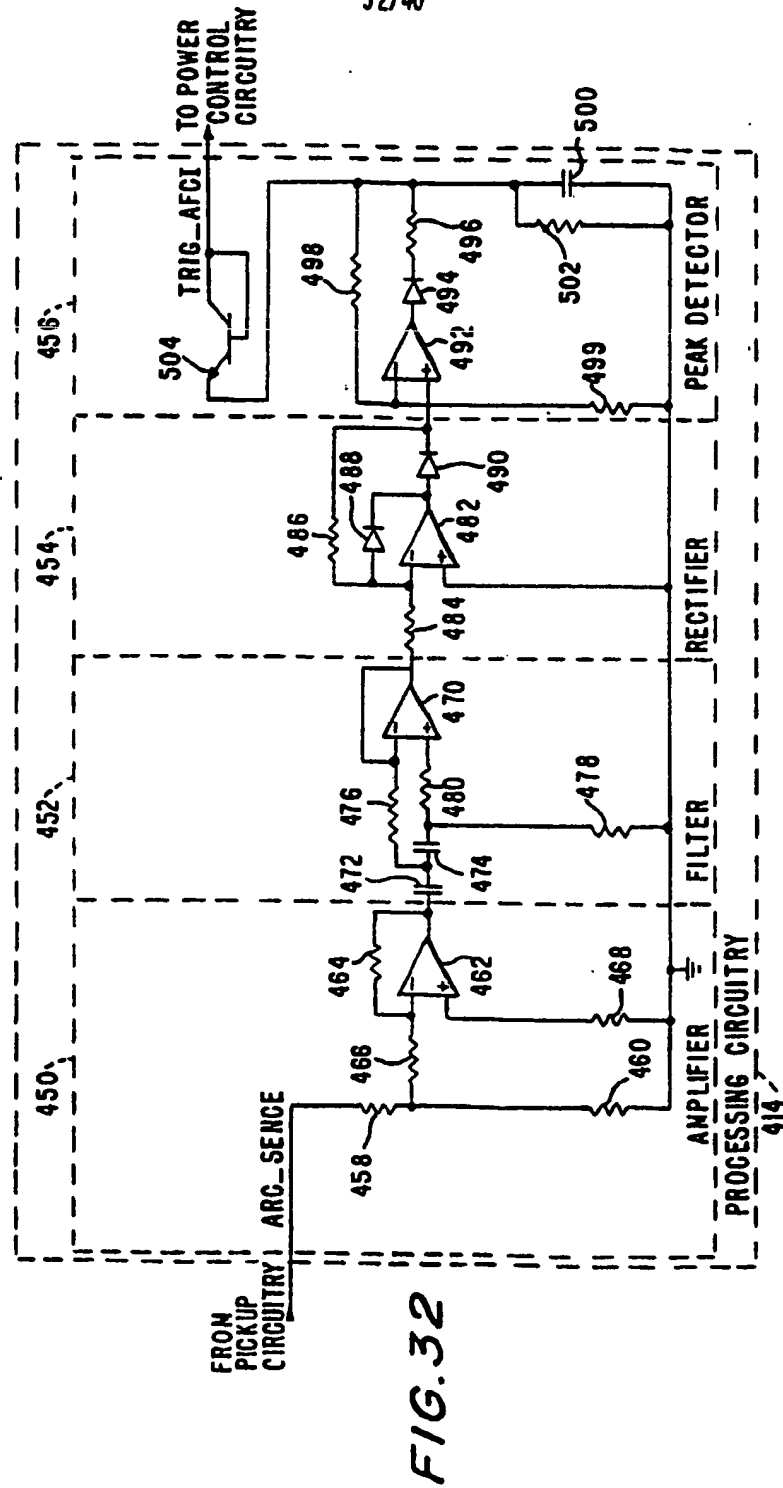 32/40
TO POWER
CONTROL
CIRCUITRY
TRIG_AFCI
456
504
498
496
494
492
499
502
500
PEAK DETECTOR
454
486
488
490
482
484
RECTIFIER
452
476
470
480
472
474
478
FILTER
450
464
462
466
468
458
460
AMPLIFIER
ARC_SENCE
FROM
PICKUP
CIRCUITRY
PROCESSING CIRCUITRY
414
FIG.32